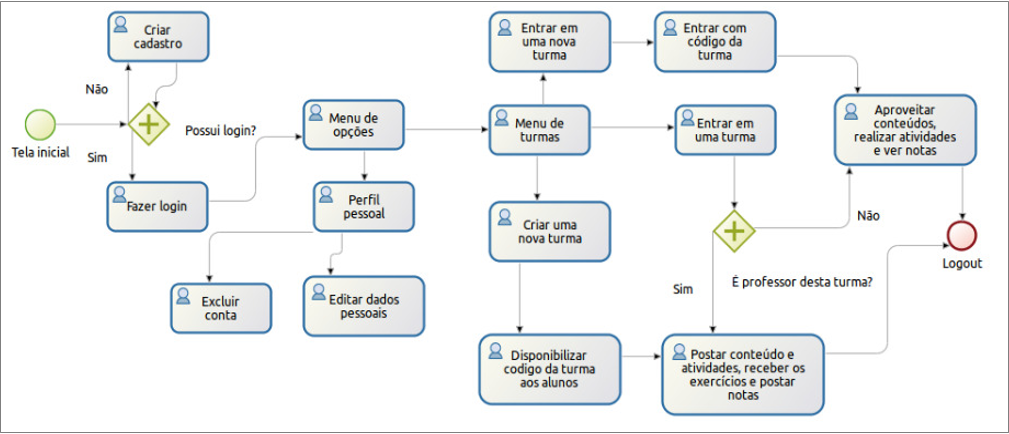 Criar
cadastro
Não
Tela inicial
Possui login?
Sim
Fazer login
Menu de
opções
Perfil
pessoal
Excluir
conta
Editar dados
pessoais
Entrar em
uma nova
turma
Entrar com
código da
turma
Menu de
turmas
Entrar em
uma turma
Aproveitar
conteúdos,
realizar atividades
e ver notas
Criar uma
nova turma
Não
Logout
Sim
É professor desta turma?
Disponibilizar
codigo da turma
aos alunos
Postar conteúdo e
atividades, receber os
exercícios e postar
notas